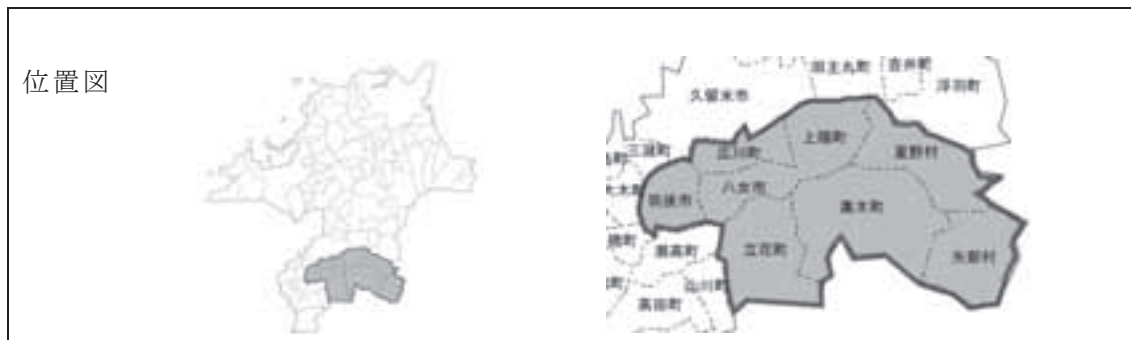 位置図
旧主丸町
吉井町
浮羽町
久留米市
上陽町
三潴町
広川町
星野村
八女市
筑後市
黒木町
立花町
瀬高町
矢部村
山川町
高田町